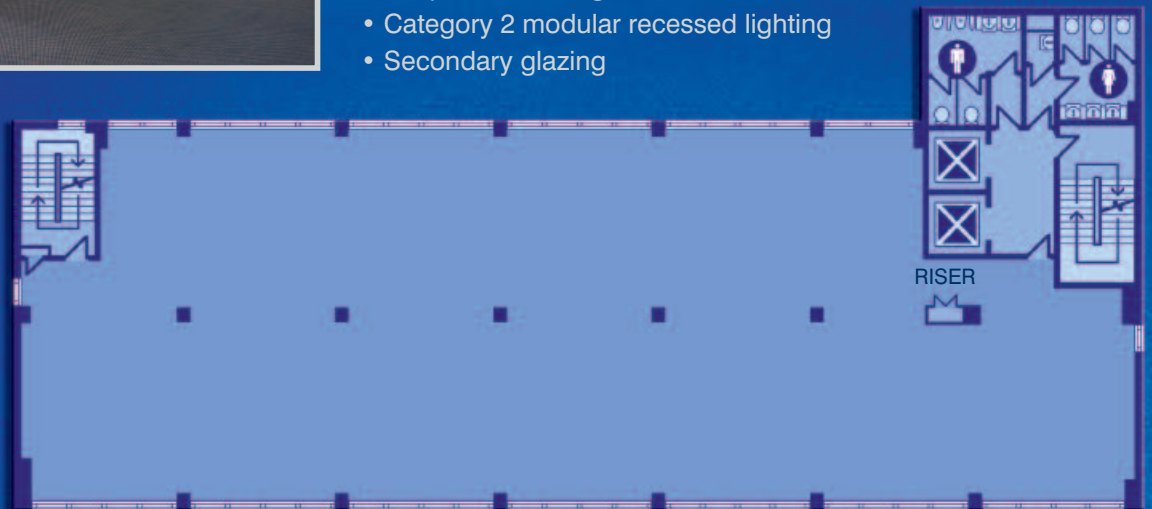 • Category 2 modular recessed lighting
• Secondary glazing
RISER